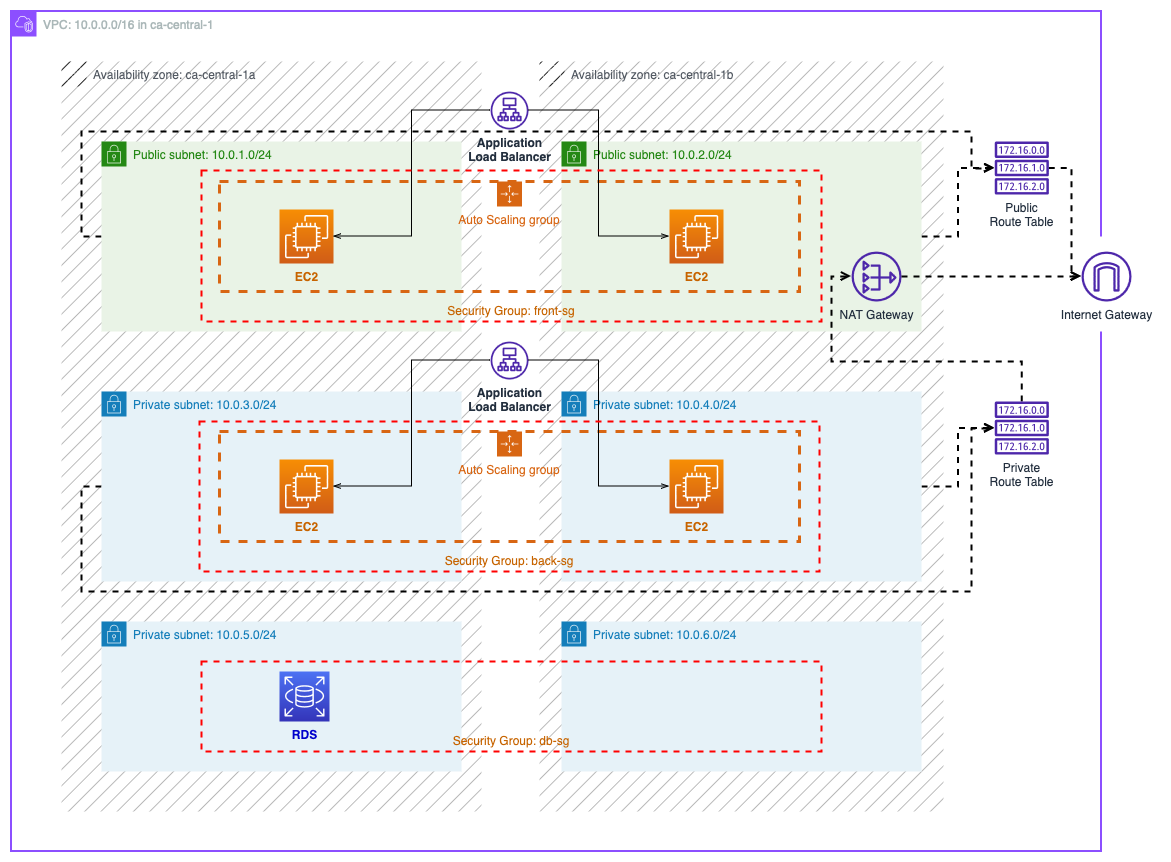 VPC: 10.0.0.0/16 in ca-central-1
Availability zone: ca-central-1a
Availability zone: ca-central-1b
Application
Load Balancer
Public subnet: 10.0.1.0/24
Public subnet: 10.0.2.0/24
172.16.0.0
172.16.1.0
172.16.2.0
Public
Route Table
Auto Scaling group
EC2
EC2
Security Group: front-sg
NAT Gateway
Internet Gateway
Application
Load Balancer
Private subnet: 10.0.3.0/24
Private subnet: 10.0.4.0/24
172.16.0.0
172.16.1.0
172.16.2.0
Private
Route Table
Auto Scaling group
EC2
EC2
Security Group: back-sg
Private subnet: 10.0.5.0/24
Private subnet: 10.0.6.0/24
RDS
Security Group: db-sg